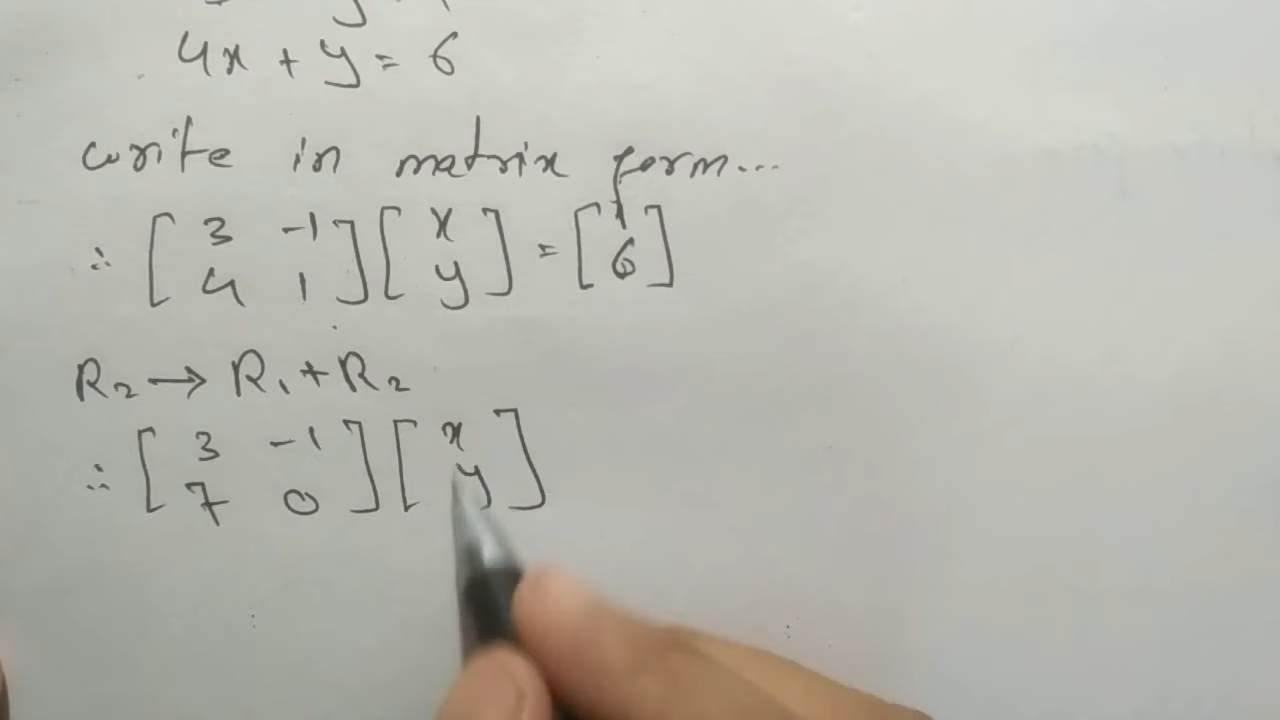 4x + y = 6
write in matrix form...
∴ [ 3 -1 ] [ x ] = [ 1 ]
[ 4 1 ] [ y ] [ 6 ]
R₂ → R₁ + R₂
∴ [ 3 -1 ] [ x ]
[ 7 0 ] [ y ]